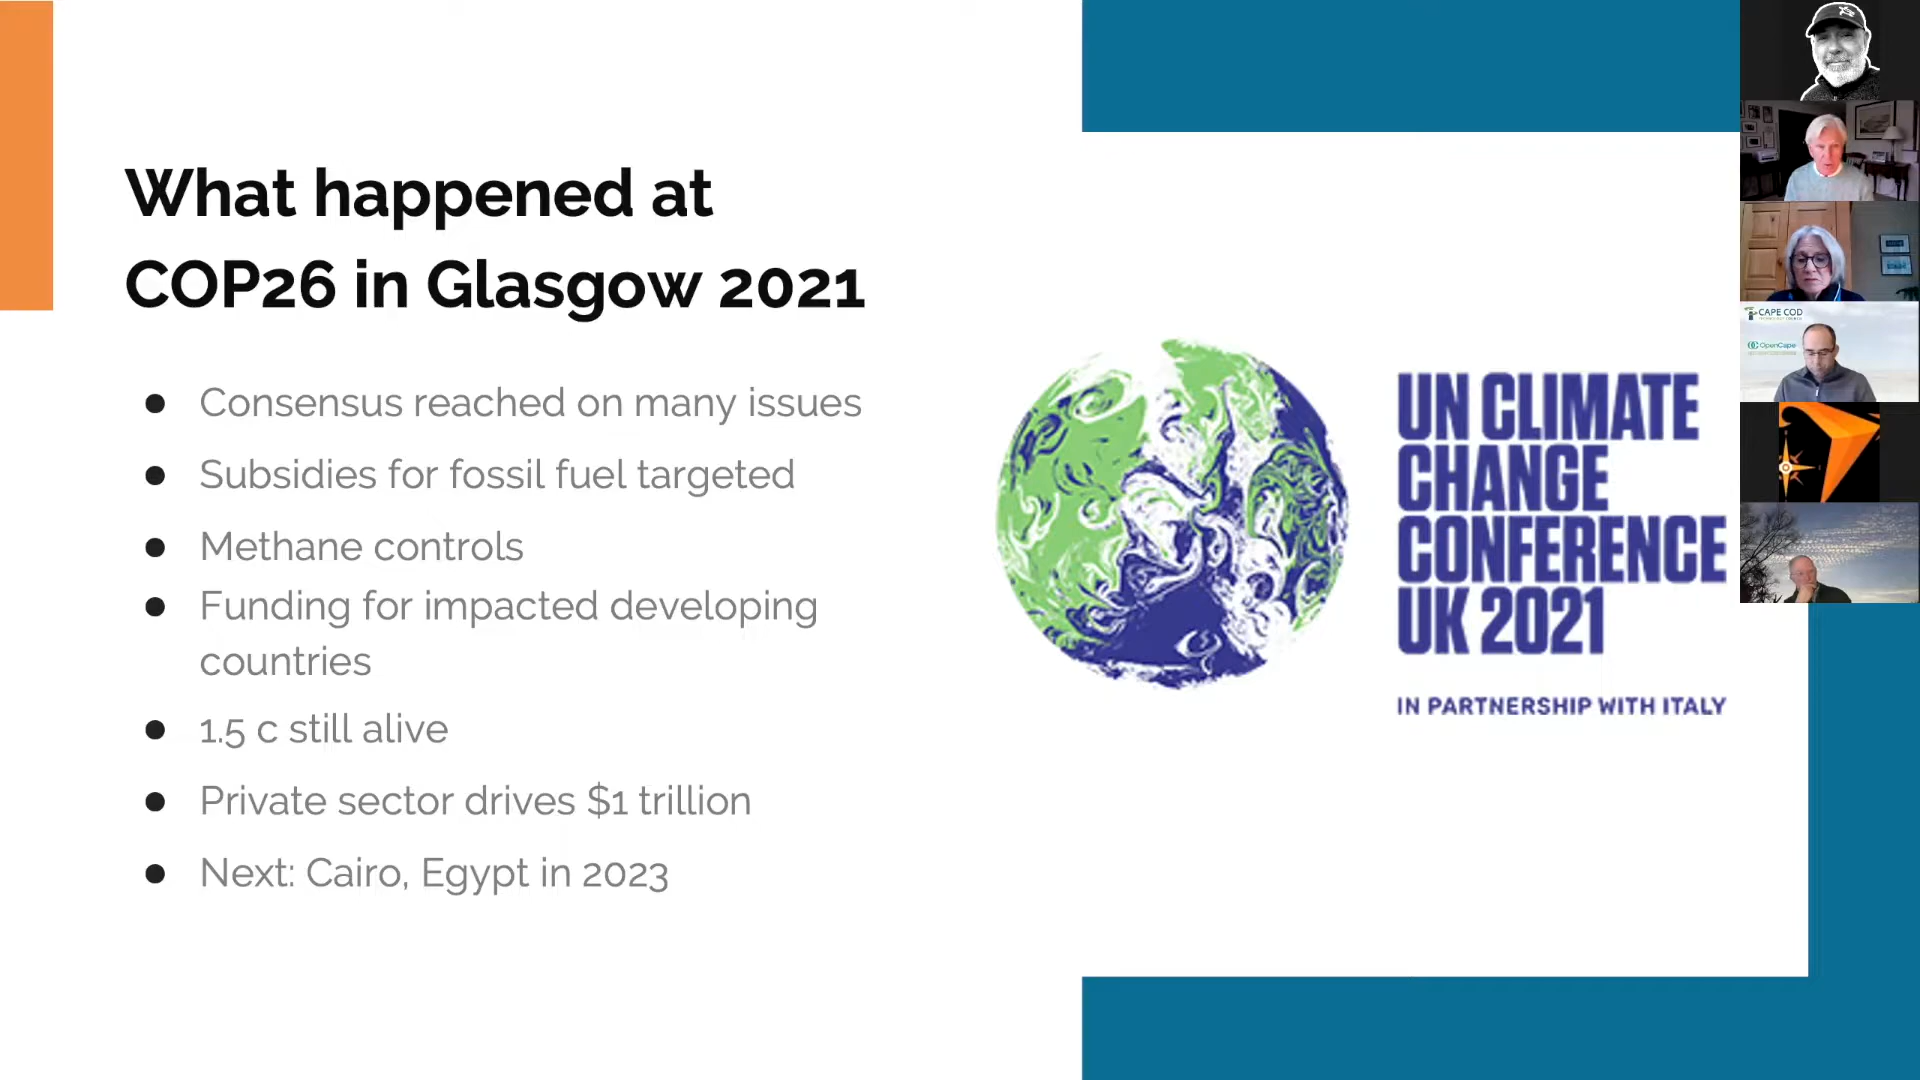 What happened at
COP26 in Glasgow 2021
● Consensus reached on many issues
● Subsidies for fossil fuel targeted
● Methane controls
● Funding for impacted developing
countries
● 1.5 c still alive
● Private sector drives $1 trillion
● Next: Cairo, Egypt in 2023
UN CLIMATE
CHANGE
CONFERENCE
UK 2021
IN PARTNERSHIP WITH ITALY
CAPE COD
OpenCape